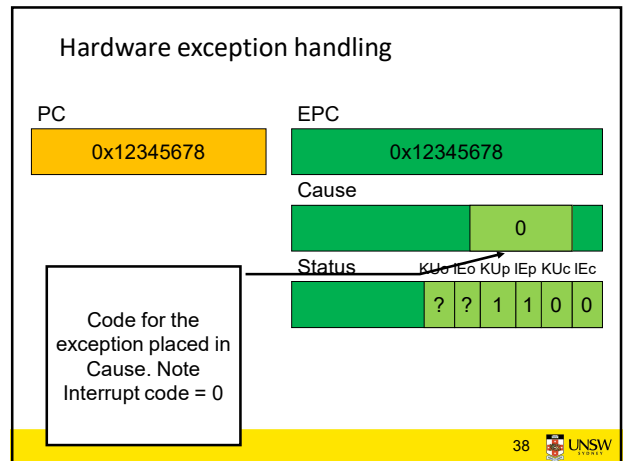 Hardware exception handling
PC
EPC
0x12345678
0x12345678
Cause
0
Status
KUo IEo KUp IEp KUc IEc
? ? 1 1 0 0
Code for the
exception placed in
Cause. Note
Interrupt code = 0
38
UNSW
SYDNEY